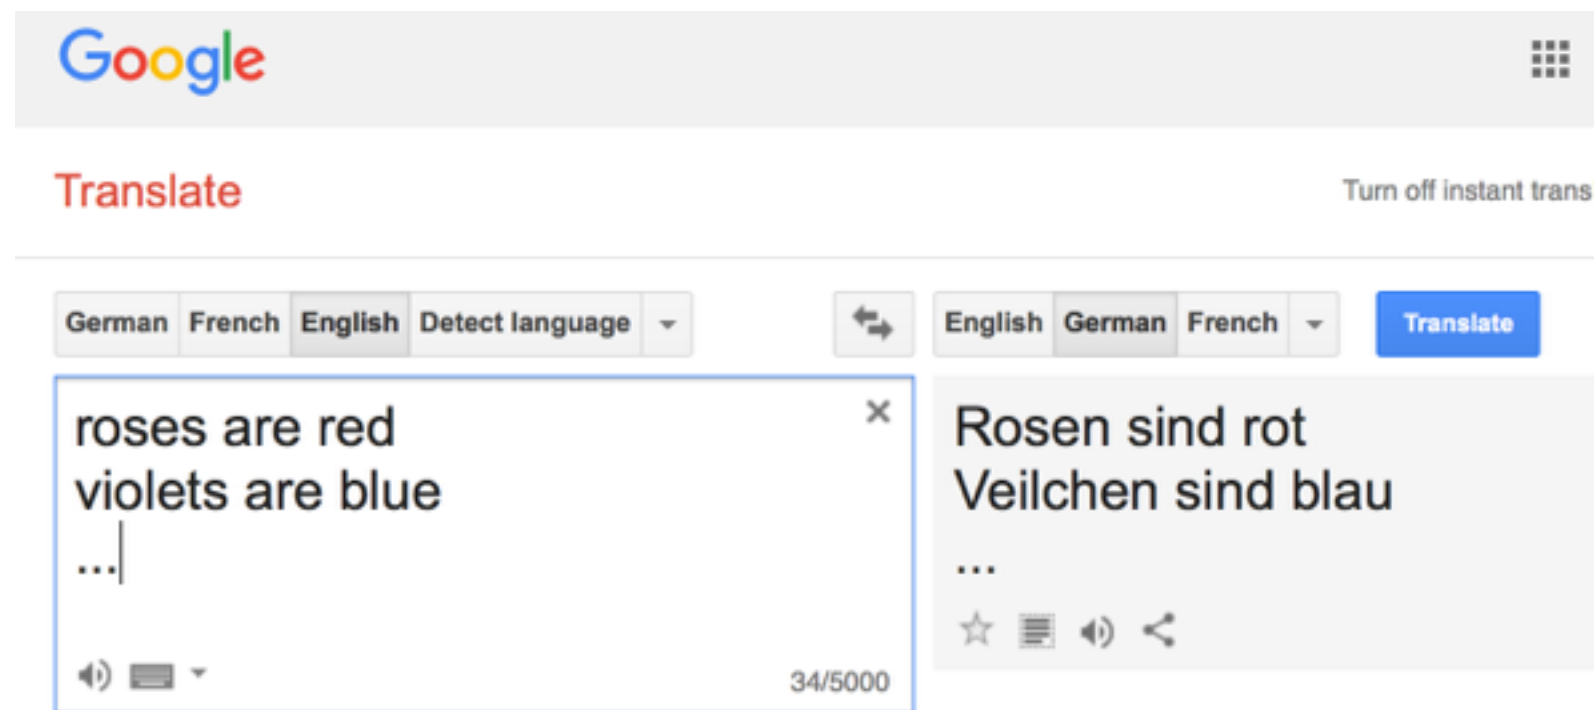 Google
Translate
Turn off instant trans
German French English Detect language
English German French Translate
roses are red
violets are blue
...
34/5000
Rosen sind rot
Veilchen sind blau
...